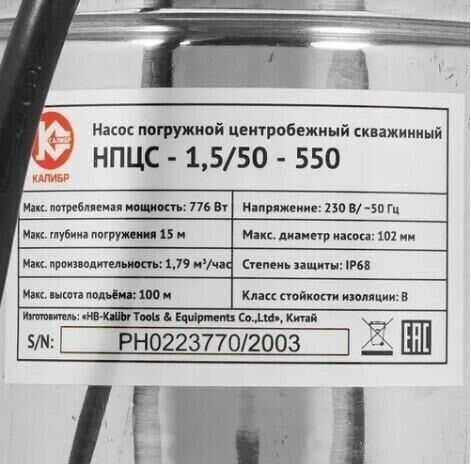 КАЛИБР
КАЛИБР
Насос погружной центробежный скважинный
НПЦС - 1,5/50 - 550
Макс. потребляемая мощность: 776 Вт
Напряжение: 230 В/ ~50 Гц
Макс. глубина погружения 15 м
Макс. диаметр насоса: 102 мм
Макс. производительность: 1,79 м³/час
Степень защиты: IP68
Макс. высота подъёма: 100 м
Класс стойкости изоляции: В
Изготовитель: «HB-Kalibr Tools & Equipments Co.,Ltd», Китай
S/N: PH0223770/2003
EAC